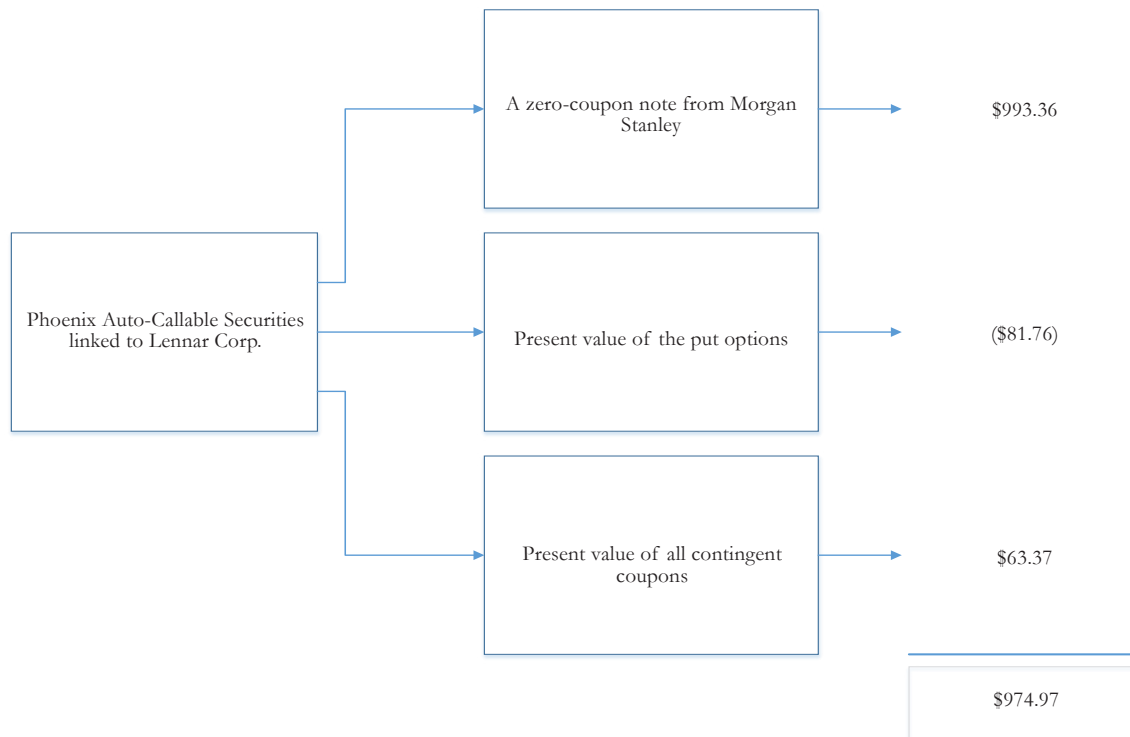 A zero-coupon note from Morgan
Stanley
$993.36
Phoenix Auto-Callable Securities
linked to Lennar Corp.
Present value of the put options
($81.76)
Present value of all contingent
coupons
$63.37
$974.97